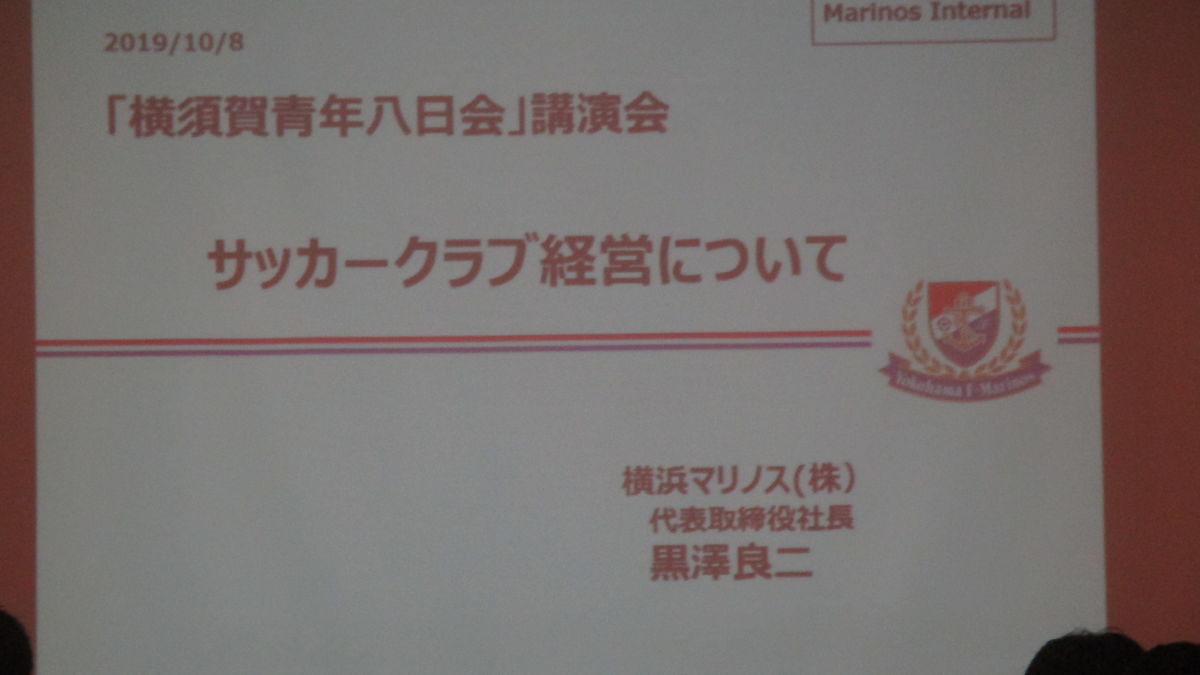 Marinos Internal
2019/10/8
「横須賀青年八日会」講演会
サッカークラブ経営について
Yokohama F·Marinos
横浜マリノス(株)
代表取締役社長
黒澤良二